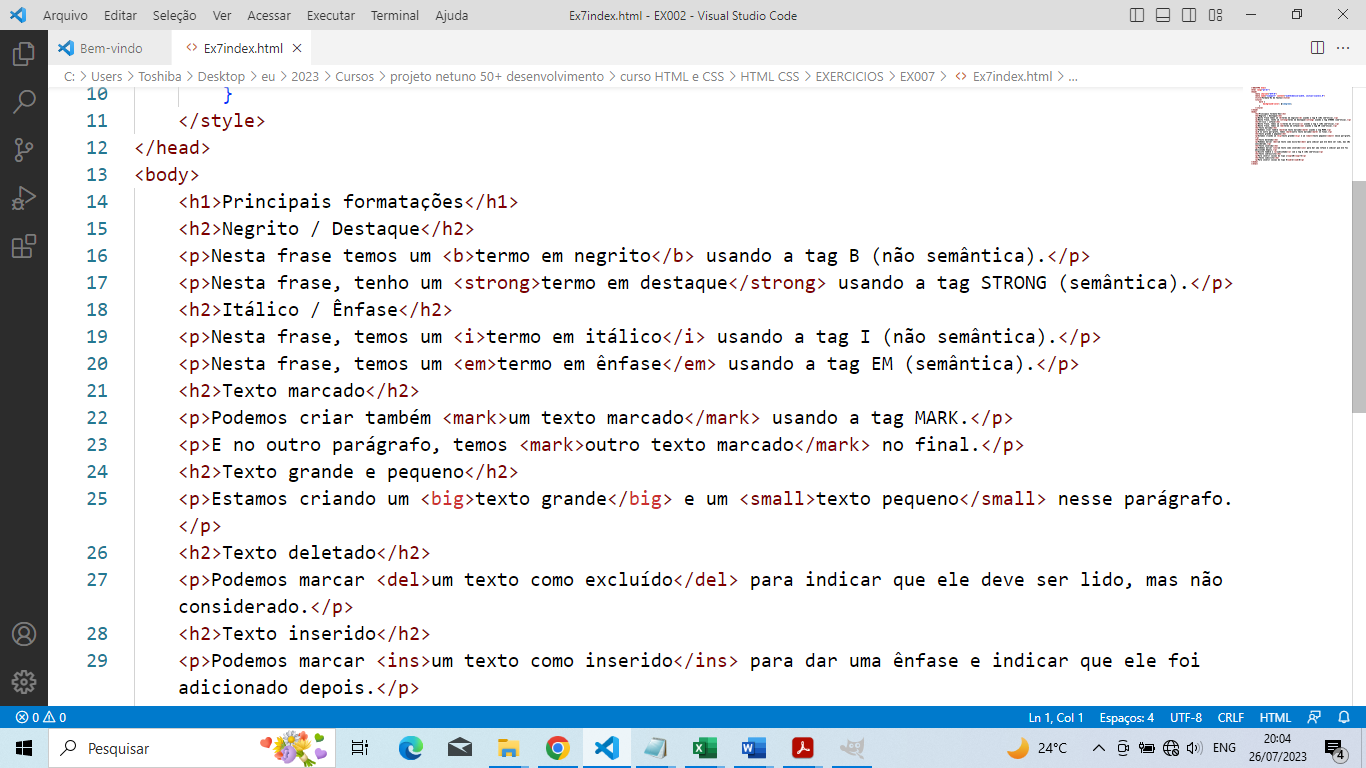 Arquivo Editar Seleção Ver Acessar Executar Terminal Ajuda Ex7index.html - EX002 - Visual Studio Code
Bem-vindo Ex7index.html
C: > Users > Toshiba > Desktop > eu > 2023 > Cursos > projeto netuno 50+ desenvolvimento > curso HTML e CSS > HTML CSS > EXERCICIOS > EX007 > <> Ex7index.html > ...
10 }
11 </style>
12 </head>
13 <body>
14 <h1>Principais formatações</h1>
15 <h2>Negrito / Destaque</h2>
16 <p>Nesta frase temos um <b>termo em negrito</b> usando a tag B (não semântica).</p>
17 <p>Nesta frase, tenho um <strong>termo em destaque</strong> usando a tag STRONG (semântica).</p>
18 <h2>Itálico / Ênfase</h2>
19 <p>Nesta frase, temos um <i>termo em itálico</i> usando a tag I (não semântica).</p>
20 <p>Nesta frase, temos um <em>termo em ênfase</em> usando a tag EM (semântica).</p>
21 <h2>Texto marcado</h2>
22 <p>Podemos criar também <mark>um texto marcado</mark> usando a tag MARK.</p>
23 <p>E no outro parágrafo, temos <mark>outro texto marcado</mark> no final.</p>
24 <h2>Texto grande e pequeno</h2>
25 <p>Estamos criando um <big>texto grande</big> e um <small>texto pequeno</small> nesse parágrafo.
</p>
26 <h2>Texto deletado</h2>
27 <p>Podemos marcar <del>um texto como excluído</del> para indicar que ele deve ser lido, mas não
considerado.</p>
28 <h2>Texto inserido</h2>
29 <p>Podemos marcar <ins>um texto como inserido</ins> para dar uma ênfase e indicar que ele foi
adicionado depois.</p>
0 0 Ln 1, Col 1 Espaços: 4 UTF-8 CRLF HTML
Pesquisar 24°C ENG 20:04
26/07/2023 4